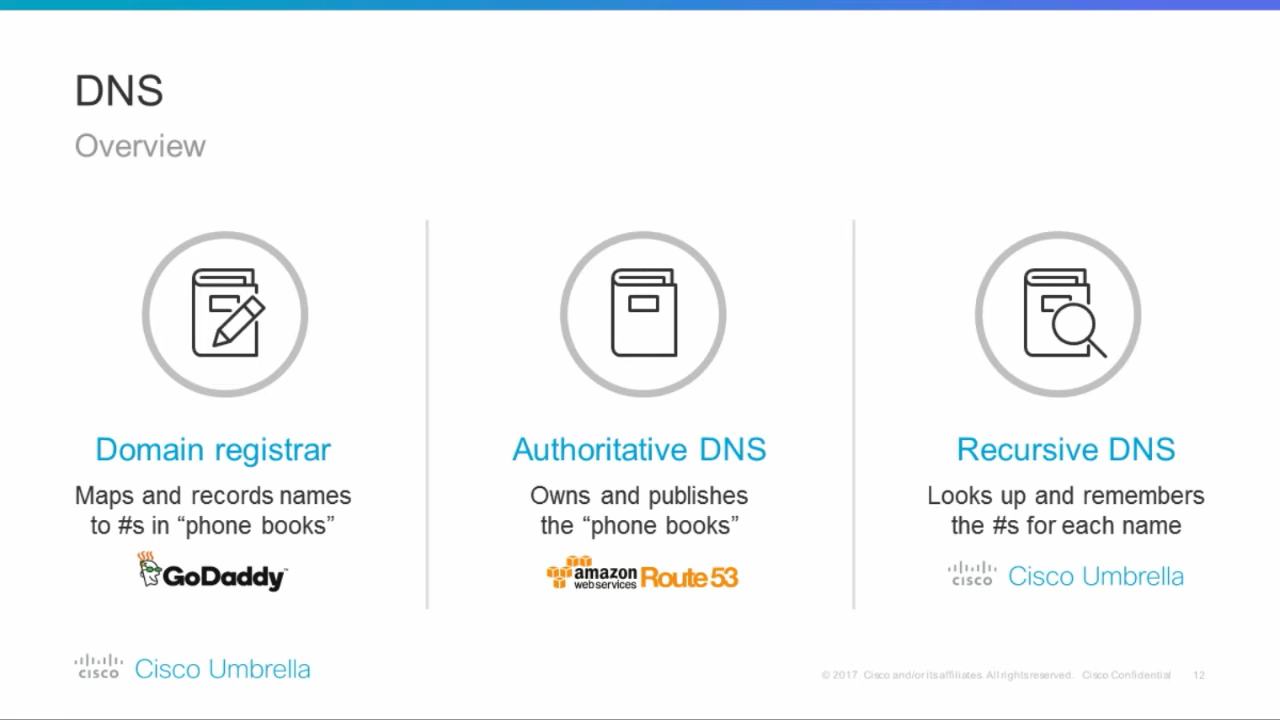 DNS
Overview
Domain registrar
Maps and records names
to #s in “phone books”
GoDaddy™
Authoritative DNS
Owns and publishes
the “phone books”
amazon
webservices
Route 53
Recursive DNS
Looks up and remembers
the #s for each name
cisco Cisco Umbrella
cisco Cisco Umbrella
© 2017 Cisco and/or its affiliates. All rights reserved. Cisco Confidential 12